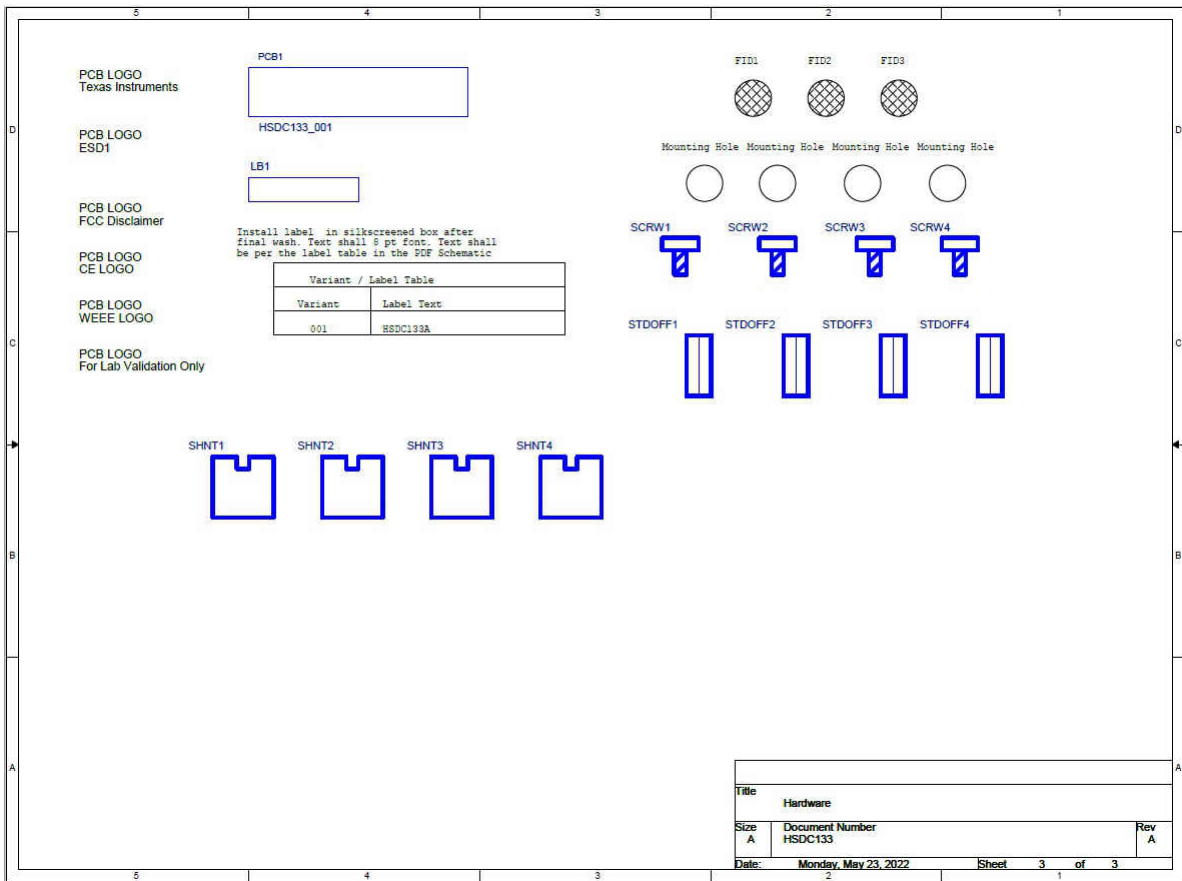 5 4 3 2 1
PCB LOGO
Texas Instruments
PCB1
HSDC133_001
FID1 FID2 FID3
D D
PCB LOGO
ESD1
Mounting Hole Mounting Hole Mounting Hole Mounting Hole
LB1
PCB LOGO
FCC Disclaimer
SCRW1 SCRW2 SCRW3 SCRW4
Install label in silkscreened box after
final wash. Text shall 8 pt font. Text shall
be per the label table in the PDF Schematic
PCB LOGO
CE LOGO
Variant / Label Table
Variant Label Text
001 HSDC133A
PCB LOGO
WEEE LOGO
STDOFF1 STDOFF2 STDOFF3 STDOFF4
C C
PCB LOGO
For Lab Validation Only
SHNT1 SHNT2 SHNT3 SHNT4
B B
A A
Title
Hardware
Size Document Number Rev
A HSDC133 A
Date: Monday, May 23, 2022 Sheet 3 of 3
5 4 3 2 1